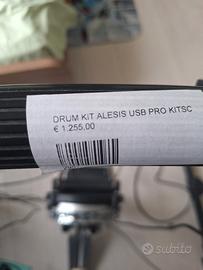 DRUM KIT ALESIS USB PRO KITSC
€ 1.255,00
subito